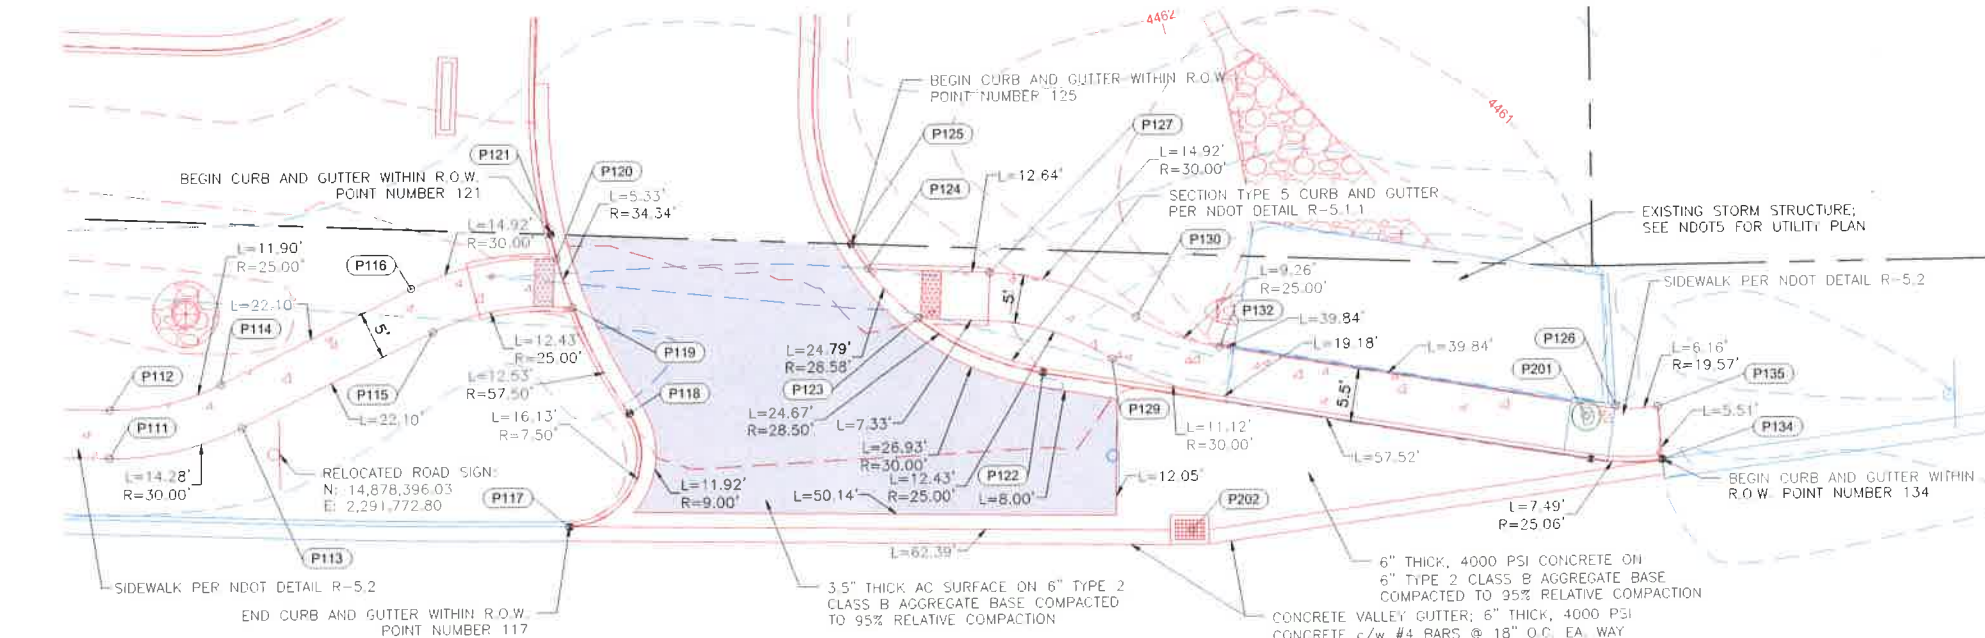 4462
4461
BEGIN CURB AND GUTTER WITHIN R.O.W.
POINT NUMBER 125
P125
P127
P121
L=14.92'
R=30.00'
BEGIN CURB AND GUTTER WITHIN R.O.W.
POINT NUMBER 121
P120
L=5.33'
R=34.34'
P124
L=12.64'
SECTION TYPE 5 CURB AND GUTTER
PER NDOT DETAIL R-5.1.1
EXISTING STORM STRUCTURE;
SEE NDOT5 FOR UTILITY PLAN
L=14.92'
R=30.00'
L=11.90'
R=25.00'
P116
P130
L=9.26'
R=25.00'
SIDEWALK PER NDOT DETAIL R-5.2
L=22.10'
5'
5'
P114
P132
L=39.84'
L=12.43'
R=25.00'
P119
L=24.79'
R=28.58'
L=19.18'
L=39.84'
P126
L=6.16'
R=19.57'
P112
L=12.53'
R=57.50'
P115
P118
P123
P201
P135
5.5'
L=22.10'
L=16.13'
R=7.50'
L=24.67'
R=28.50'
L=7.33'
P129
L=11.12'
R=30.00'
L=5.51'
P134
P111
L=26.93'
R=30.00'
L=57.52'
L=14.28'
R=30.00'
RELOCATED ROAD SIGN:
N: 14,878,396.03
E: 2,291,772.80
L=11.92'
R=9.00'
L=12.43'
R=25.00'
P122
L=12.05'
BEGIN CURB AND GUTTER WITHIN
R.O.W. POINT NUMBER 134
P117
L=50.14'
L=8.00'
P202
L=7.49'
R=25.06'
P113
L=62.39'
SIDEWALK PER NDOT DETAIL R-5.2
3.5" THICK AC SURFACE ON 6" TYPE 2
CLASS B AGGREGATE BASE COMPACTED
TO 95% RELATIVE COMPACTION
6" THICK, 4000 PSI CONCRETE ON
6" TYPE 2 CLASS B AGGREGATE BASE
COMPACTED TO 95% RELATIVE COMPACTION
END CURB AND GUTTER WITHIN R.O.W.
POINT NUMBER 117
CONCRETE VALLEY GUTTER; 6" THICK, 4000 PSI
CONCRETE c/w #4 BARS @ 18" O.C. EA. WAY